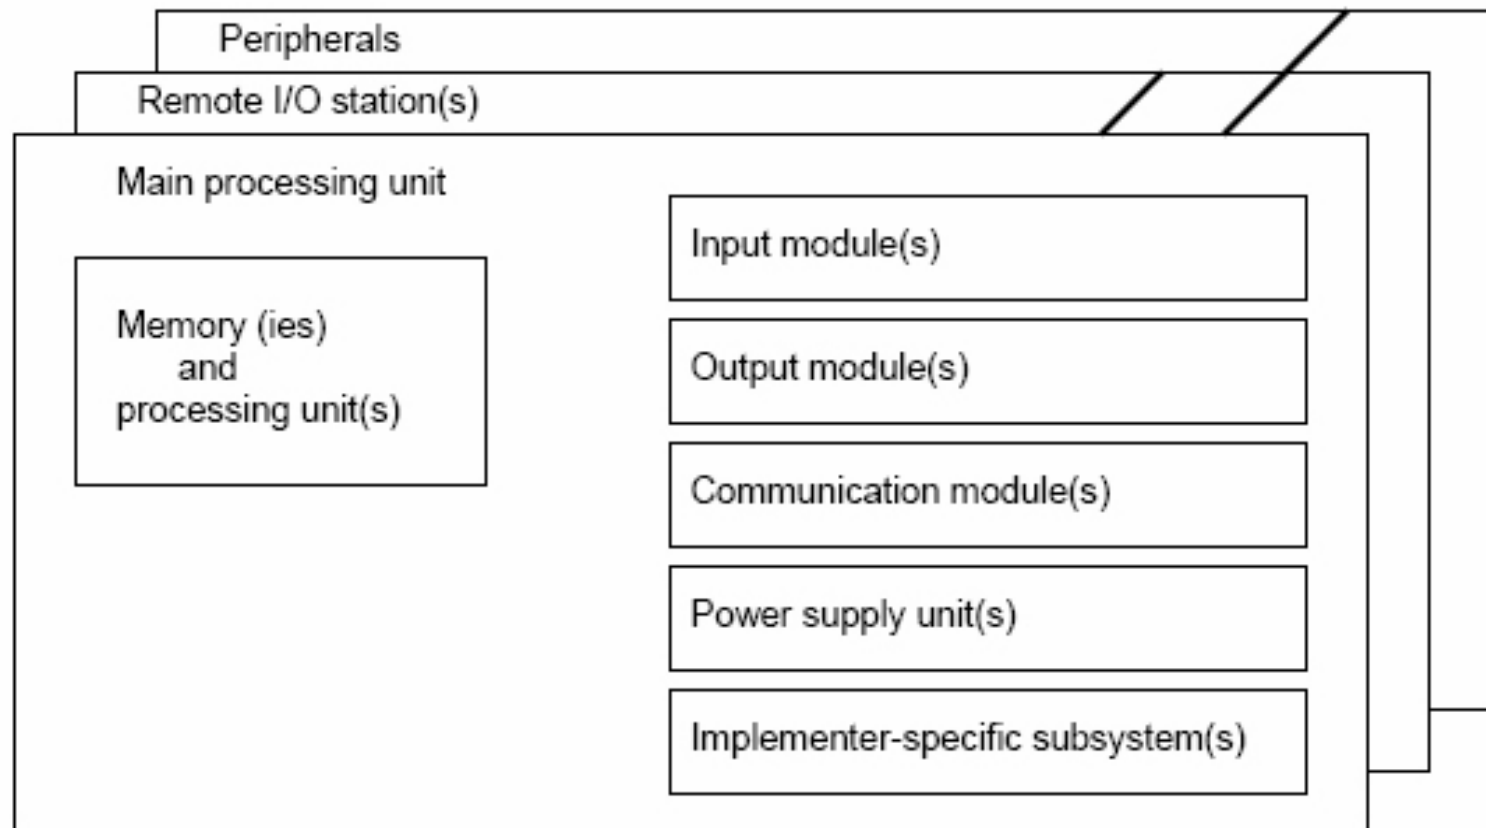 Peripherals
Remote I/O station(s)
Main processing unit
Memory (ies)
and
processing unit(s)
Input module(s)
Output module(s)
Communication module(s)
Power supply unit(s)
Implementer-specific subsystem(s)